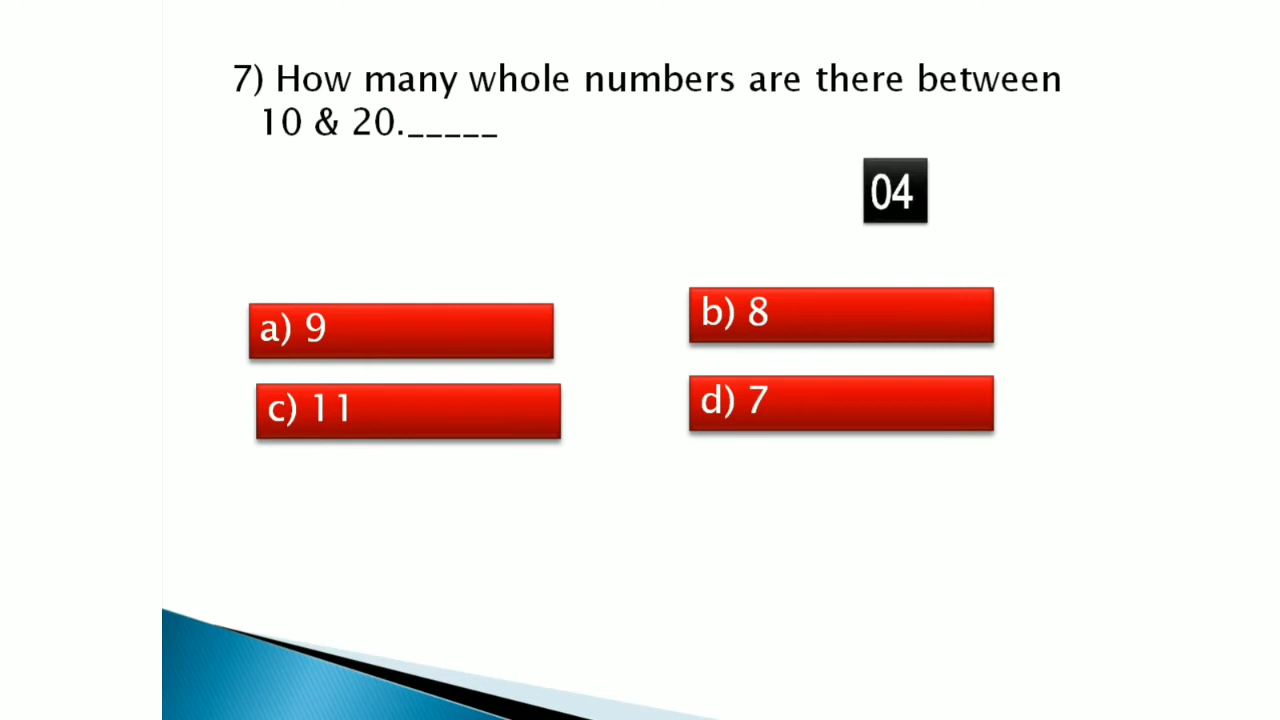 7) How many whole numbers are there between
10 & 20._____
04
a) 9
b) 8
c) 11
d) 7